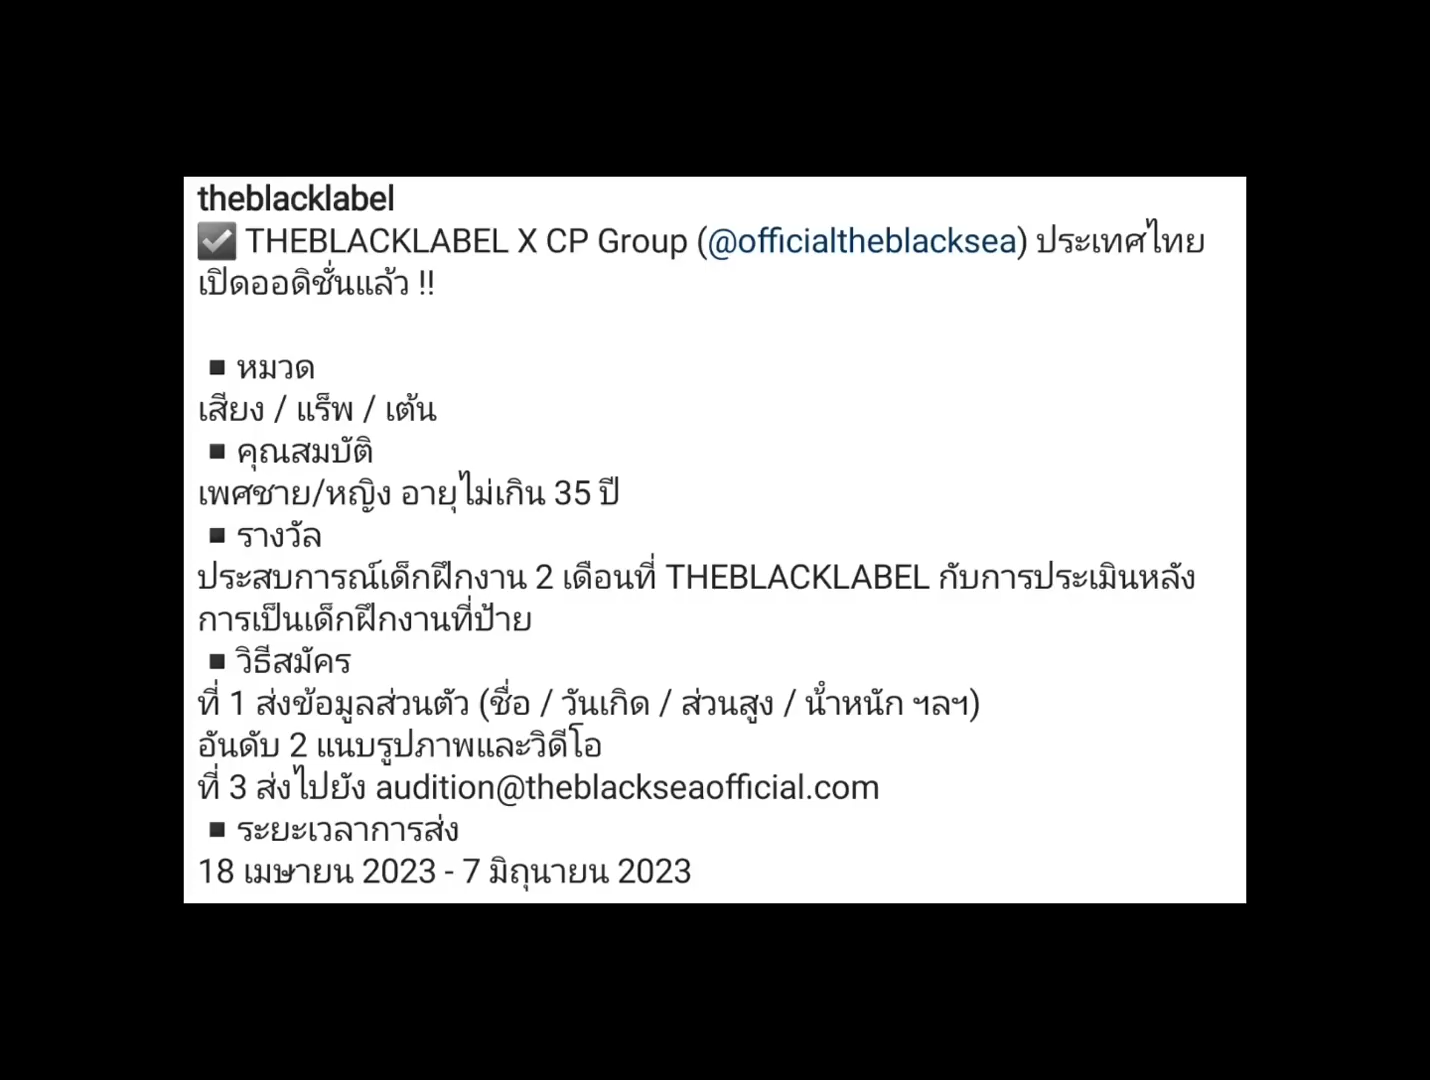 theblacklabel
☑ THEBLACKLABEL X CP Group (@officialtheblacksea) ประเทศไทย
เปิดออดิชั่นแล้ว !!
▪ หมวด
เสียง / แร็พ / เต้น
▪ คุณสมบัติ
เพศชาย/หญิง อายุไม่เกิน 35 ปี
▪ รางวัล
ประสบการณ์เด็กฝึกงาน 2 เดือนที่ THEBLACKLABEL กับการประเมินหลัง
การเป็นเด็กฝึกงานที่ป้าย
▪ วิธีสมัคร
ที่ 1 ส่งข้อมูลส่วนตัว (ชื่อ / วันเกิด / ส่วนสูง / น้ำหนัก ฯลฯ)
อันดับ 2 แนบรูปภาพและวิดีโอ
ที่ 3 ส่งไปยัง audition@theblackseaofficial.com
▪ ระยะเวลาการส่ง
18 เมษายน 2023 - 7 มิถุนายน 2023